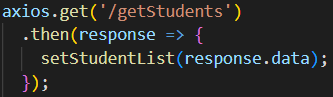 axios.get('/getStudents')
  .then(response => {
    setStudentList(response.data);
  });